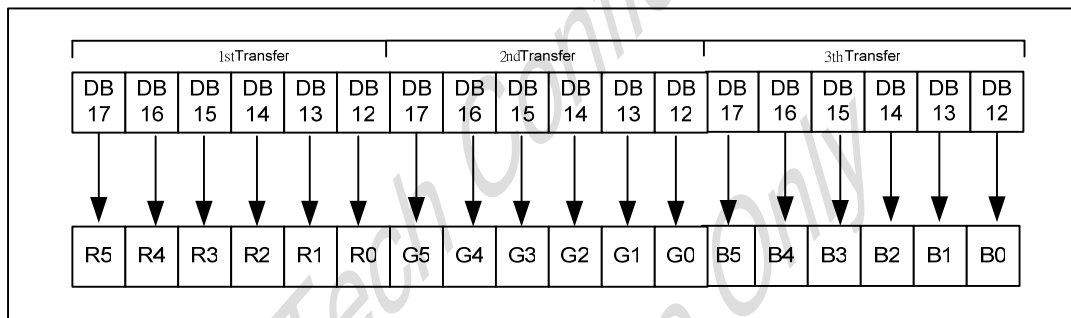 1stTransfer 2ndTransfer 3thTransfer
DB 17 DB 16 DB 15 DB 14 DB 13 DB 12 DB 17 DB 16 DB 15 DB 14 DB 13 DB 12 DB 17 DB 16 DB 15 DB 14 DB 13 DB 12
R5 R4 R3 R2 R1 R0 G5 G4 G3 G2 G1 G0 B5 B4 B3 B2 B1 B0
Tech
Only